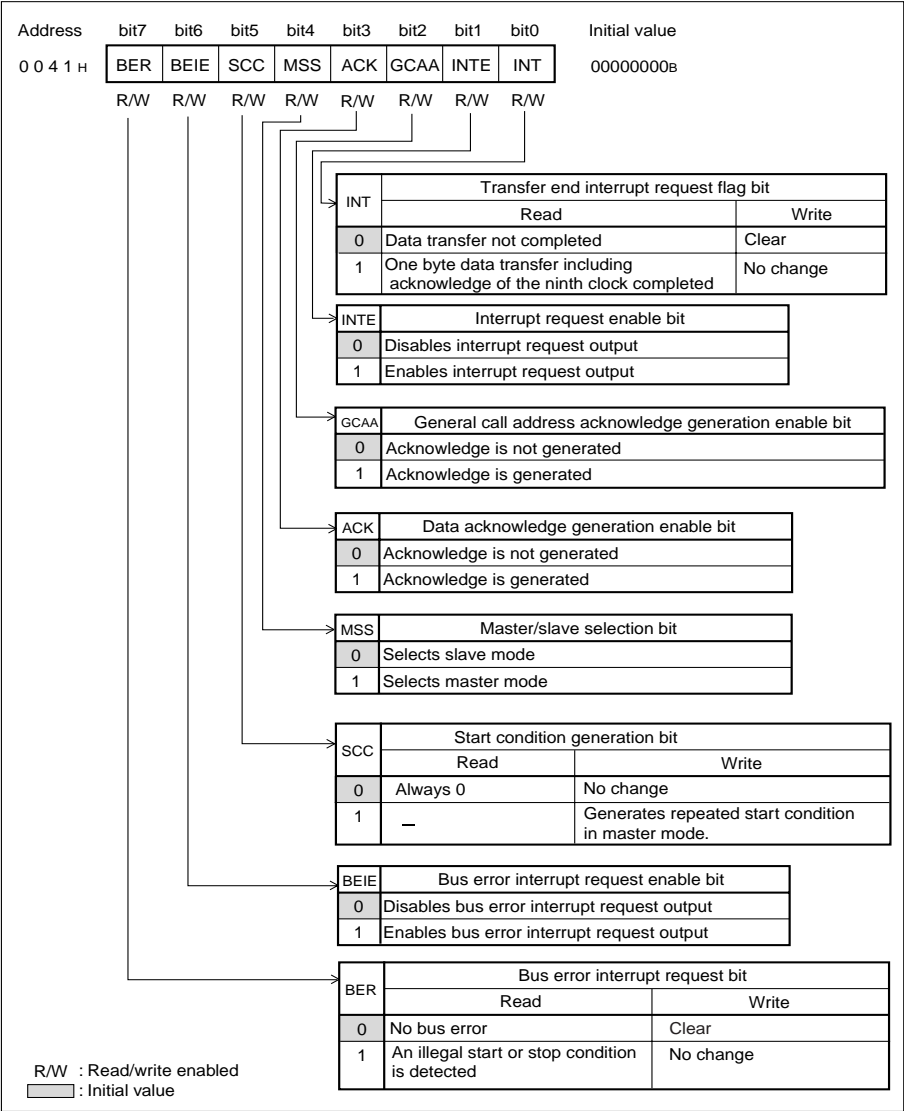 Address bit7 bit6 bit5 bit4 bit3 bit2 bit1 bit0 Initial value
0 0 4 1 H BER BEIE SCC MSS ACK GCAA INTE INT 00000000B
R/W R/W R/W R/W R/W R/W R/W R/W
INT Transfer end interrupt request flag bit
Read Write
0 Data transfer not completed Clear
1 One byte data transfer including
acknowledge of the ninth clock completed No change
INTE Interrupt request enable bit
0 Disables interrupt request output
1 Enables interrupt request output
GCAA General call address acknowledge generation enable bit
0 Acknowledge is not generated
1 Acknowledge is generated
ACK Data acknowledge generation enable bit
0 Acknowledge is not generated
1 Acknowledge is generated
MSS Master/slave selection bit
0 Selects slave mode
1 Selects master mode
SCC Start condition generation bit
Read Write
0 Always 0 No change
1 – Generates repeated start condition
in master mode.
BEIE Bus error interrupt request enable bit
0 Disables bus error interrupt request output
1 Enables bus error interrupt request output
BER Bus error interrupt request bit
Read Write
0 No bus error Clear
1 An illegal start or stop condition
is detected No change
R/W : Read/write enabled
: Initial value